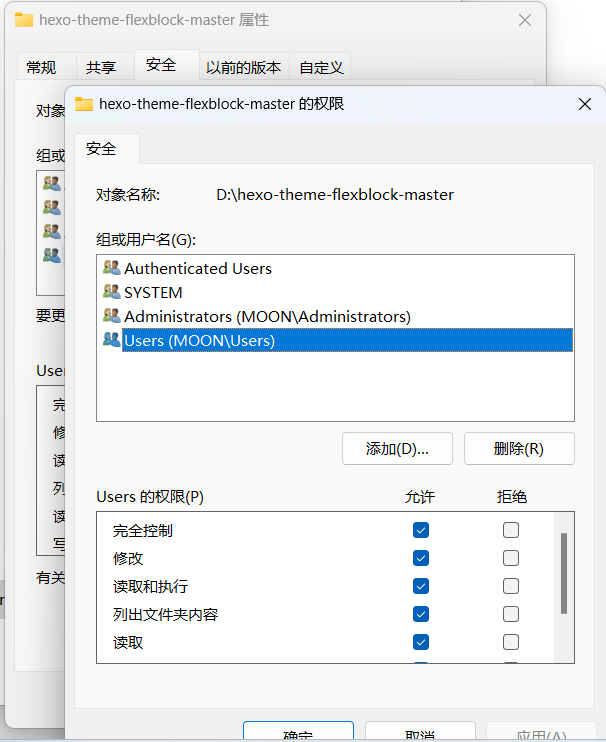 hexo-theme-flexblock-master 属性
常规 共享 安全 以前的版本 自定义
对象
组或
要更
User
完
修
读
列
读
写
有关
hexo-theme-flexblock-master 的权限
安全
对象名称: D:\hexo-theme-flexblock-master
组或用户名(G):
Authenticated Users
SYSTEM
Administrators (MOON\Administrators)
Users (MOON\Users)
添加(D)... 删除(R)
Users 的权限(P) 允许 拒绝
完全控制
修改
读取和执行
列出文件夹内容
读取
确定 取消 应用(A)